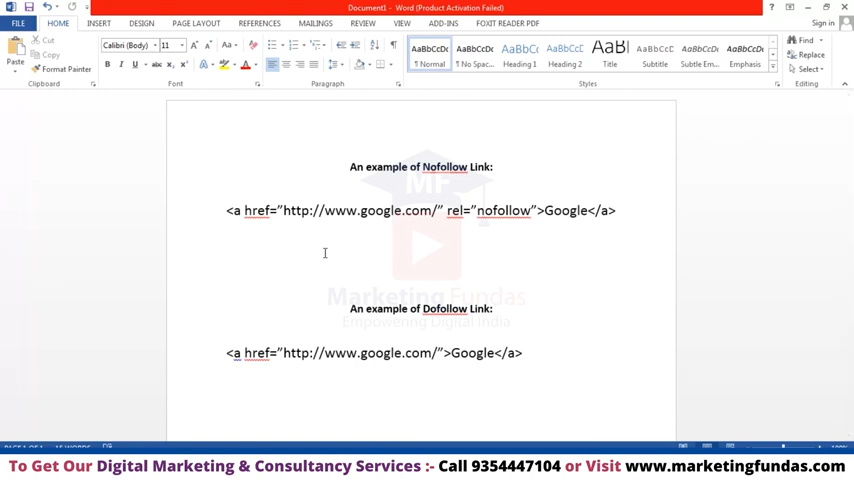 Document1 - Word (Product Activation Failed)
FILE HOME INSERT DESIGN PAGE LAYOUT REFERENCES MAILINGS REVIEW VIEW ADD-INS FOXIT READER PDF Sign in
Paste
Cut
Copy
Format Painter
Clipboard
Calibri (Body) 11
Font
Paragraph
AaBbCcDc AaBbCcDc AaBbCc AaBbCc AaBl AaBbCcD AaBbCcDc AaBbCcDc
¶ Normal ¶ No Spac... Heading 1 Heading 2 Title Subtitle Subtle Em... Emphasis
Styles
Find
Replace
Select
Editing
An example of Nofollow Link:
<a href=”http://www.google.com/” rel=”nofollow”>Google</a>
MF
Marketing Fundas
Empowering Digital India
An example of Dofollow Link:
<a href=”http://www.google.com/”>Google</a>
To Get Our Digital Marketing & Consultancy Services :- Call 9354447104 or Visit www.marketingfundas.com